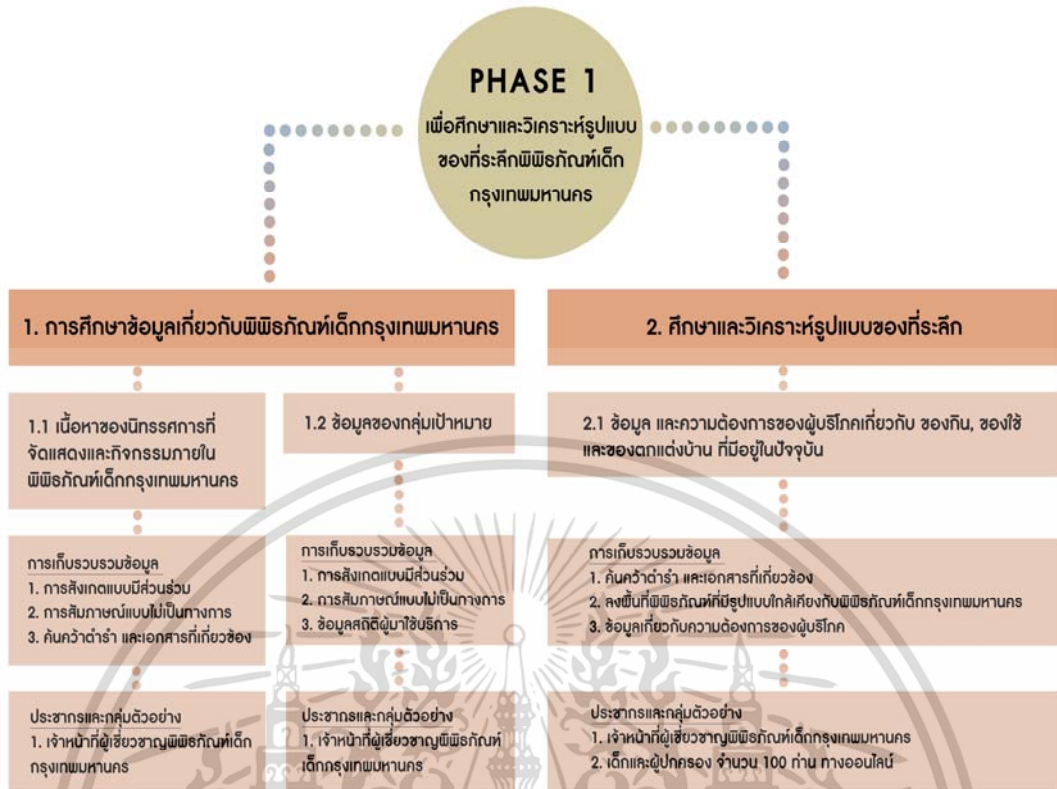 PHASE 1
เพื่อศึกษาและวิเคราะห์รูปแบบ
ของที่ระลึกพิพิธภัณฑ์เด็ก
กรุงเทพมหานคร
1. การศึกษาข้อมูลเกี่ยวกับพิพิธภัณฑ์เด็กกรุงเทพมหานคร
1.1 เนื้อหาของนิทรรศการที่
จัดแสดงและกิจกรรมภายใน
พิพิธภัณฑ์เด็กกรุงเทพมหานคร
การเก็บรวบรวมข้อมูล
1. การสังเกตแบบมีส่วนร่วม
2. การสัมภาษณ์แบบไม่เป็นทางการ
3. ค้นคว้าตำรา และเอกสารที่เกี่ยวข้อง
ประชากรและกลุ่มตัวอย่าง
1. เจ้าหน้าที่ผู้เชี่ยวชาญพิพิธภัณฑ์เด็ก
กรุงเทพมหานคร
1.2 ข้อมูลของกลุ่มเป้าหมาย
การเก็บรวบรวมข้อมูล
1. การสังเกตแบบมีส่วนร่วม
2. การสัมภาษณ์แบบไม่เป็นทางการ
3. ข้อมูลสถิติผู้มาใช้บริการ
ประชากรและกลุ่มตัวอย่าง
1. เจ้าหน้าที่ผู้เชี่ยวชาญพิพิธภัณฑ์
เด็กกรุงเทพมหานคร
2. ศึกษาและวิเคราะห์รูปแบบของที่ระลึก
2.1 ข้อมูล และความต้องการของผู้บริโภคเกี่ยวกับ ของกิน, ของใช้
และของตกแต่งบ้าน ที่มีอยู่ในปัจจุบัน
การเก็บรวบรวมข้อมูล
1. ค้นคว้าตำรำ และเอกสารที่เกี่ยวข้อง
2. ลงพื้นที่พิพิธภัณฑ์ที่มีรูปแบบใกล้เคียงกับพิพิธภัณฑ์เด็กกรุงเทพมหานคร
3. ข้อมูลเกี่ยวกับความต้องการของผู้บริโภค
ประชากรและกลุ่มตัวอย่าง
1. เจ้าหน้าที่ผู้เชี่ยวชาญพิพิธภัณฑ์เด็กกรุงเทพมหานคร
2. เด็กและผู้ปกครอง จำนวน 100 ท่าน ทางออนไลน์